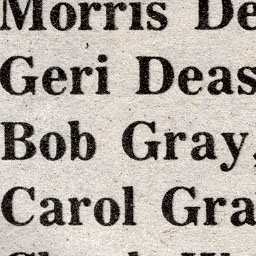 Morris De
Geri Deas
Bob Gray,
Carol Gra